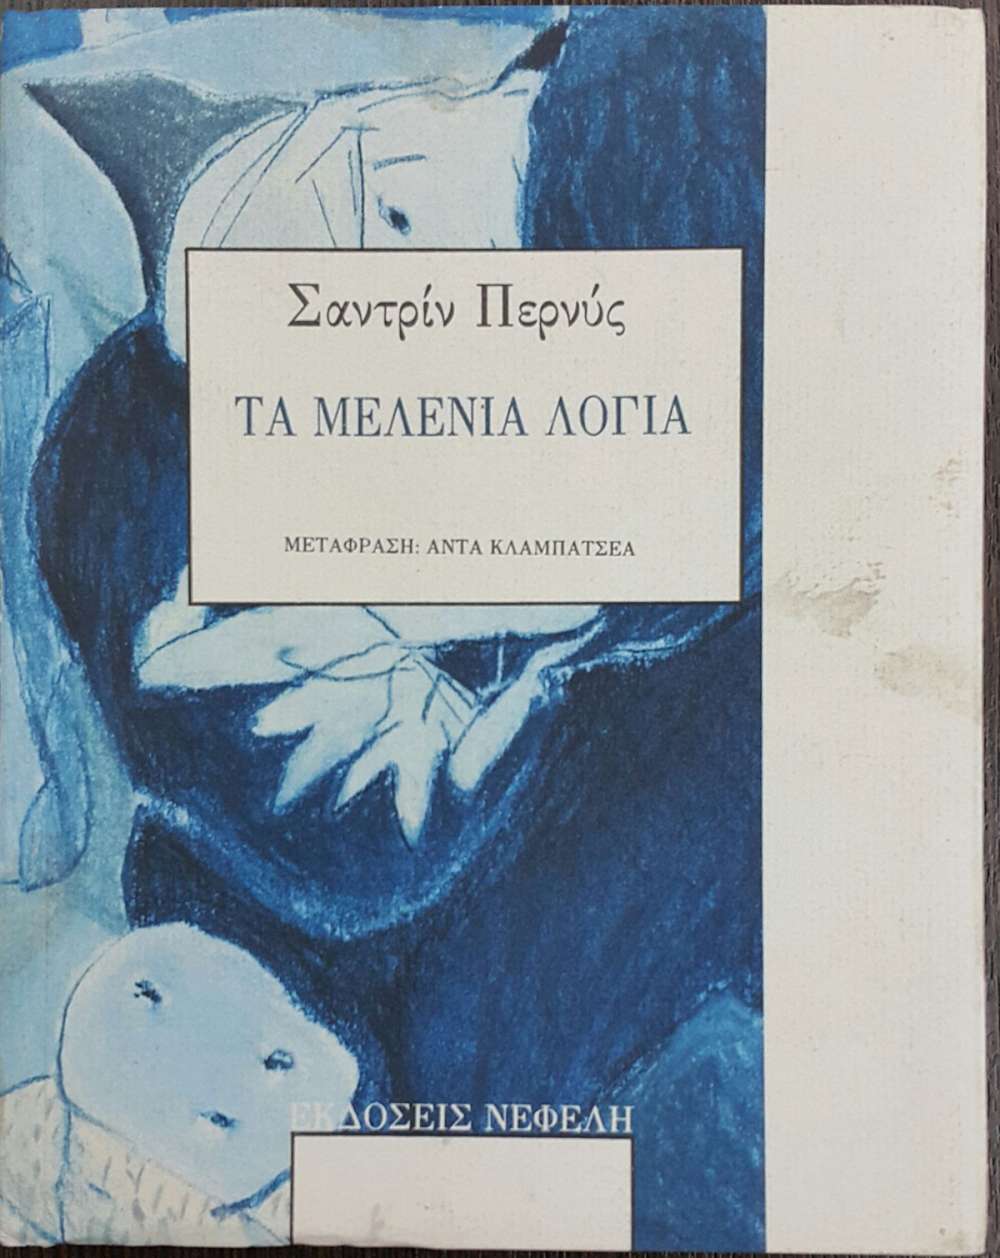 Σαντρίν Περνύς
ΤΑ ΜΕΛΕΝΙΑ ΛΟΓΙΑ
ΜΕΤΑΦΡΑΣΗ: ΑΝΤΑ ΚΛΑΜΠΑΤΣΕΑ
ΕΚΔΟΣΕΙΣ ΝΕΦΕΛΗ